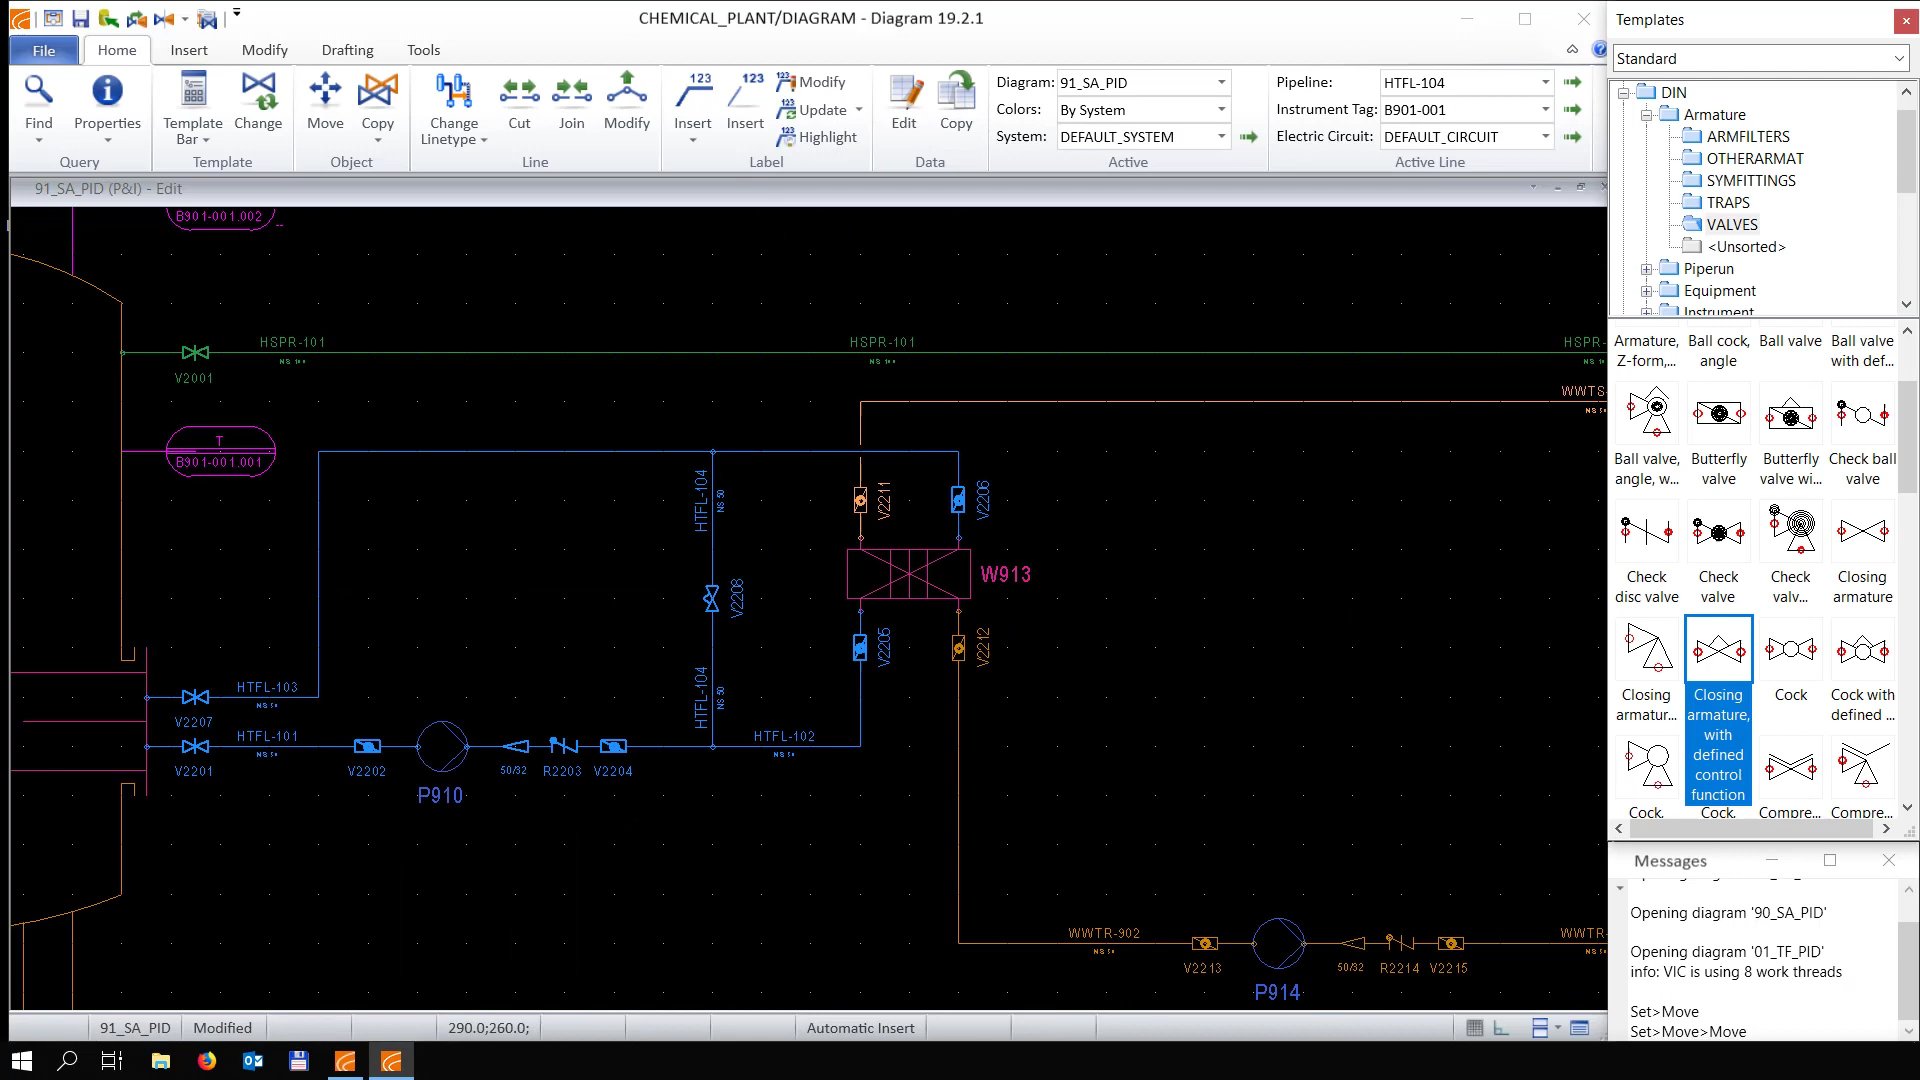 CHEMICAL_PLANT/DIAGRAM - Diagram 19.2.1
File
Home
Insert
Modify
Drafting
Tools
Find
Properties
Query
Template Bar
Change
Template
Move
Copy
Object
Change Linetype
Cut
Join
Modify
Line
123
Insert
123
Insert
123 Modify
123 Update
123 Highlight
Label
Edit
Copy
Data
Diagram: 91_SA_PID
Colors: By System
System: DEFAULT_SYSTEM
Active
Pipeline: HTFL-104
Instrument Tag: B901-001
Electric Circuit: DEFAULT_CIRCUIT
Active Line
91_SA_PID (P&I) - Edit
B901-001.002
HSPR-101
HSPR-101
HSPR-
V2001
WWTS-
T
B901-001.001
HTFL-104
NS 50
V2211
V2206
W913
V2208
HTFL-104
NS 50
V2205
V2212
HTFL-103
V2207
HTFL-101
HTFL-102
V2201
V2202
50/32
R2203
V2204
P910
WWTR-902
WWTR-
V2213
50/32
R2214
V2215
P914
91_SA_PID
Modified
290.0;260.0;
Automatic Insert
Templates
Standard
DIN
Armature
ARMFILTERS
OTHERARMAT
SYMFITTINGS
TRAPS
VALVES
<Unsorted>
Piperun
Equipment
Instrument
Armature, Z-form,...
Ball cock, angle
Ball valve
Ball valve with def...
Ball valve, angle, w...
Butterfly valve
Butterfly valve wi...
Check ball valve
Check disc valve
Check valve
Check valv...
Closing armature
Closing armatur...
Closing armature, with defined control function
Cock
Cock with defined ...
Cock,
Cock,
Compre...
Compre...
Messages
Opening diagram '90_SA_PID'
Opening diagram '01_TF_PID'
info: VIC is using 8 work threads
Set>Move
Set>Move>Move